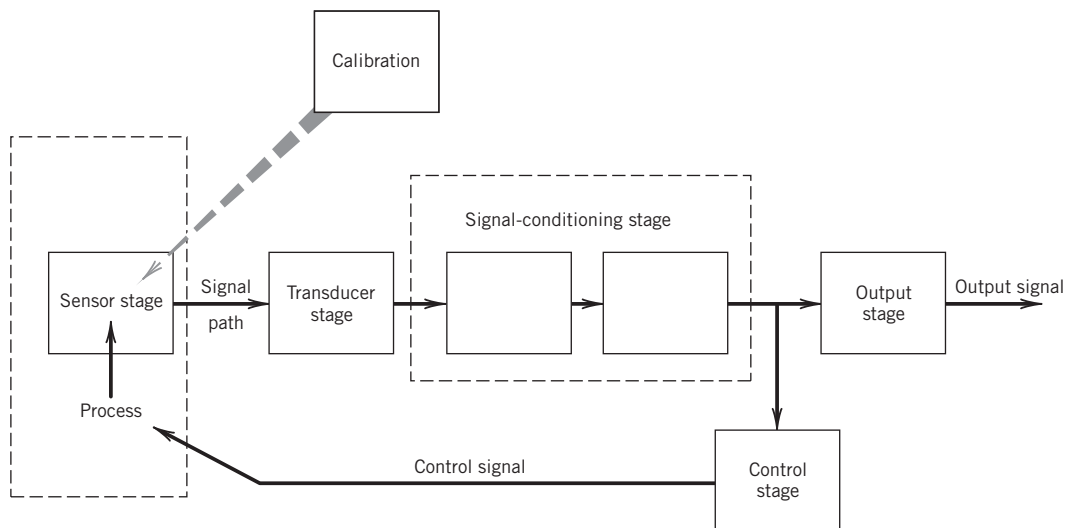 Calibration
Signal-conditioning stage
Sensor stage
Signal
path
Transducer
stage
Output
stage
Output signal
Process
Control signal
Control
stage